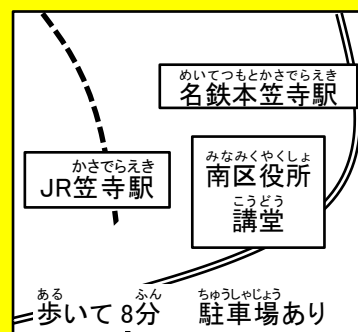 めいてつもとかさでらえき
名鉄本笠寺駅
かさでらえき
JR笠寺駅
みなみくやくしょ
南区役所
こうどう
講堂
ある ふん ちゅうしゃじょう
歩いて 8分 駐車場あり